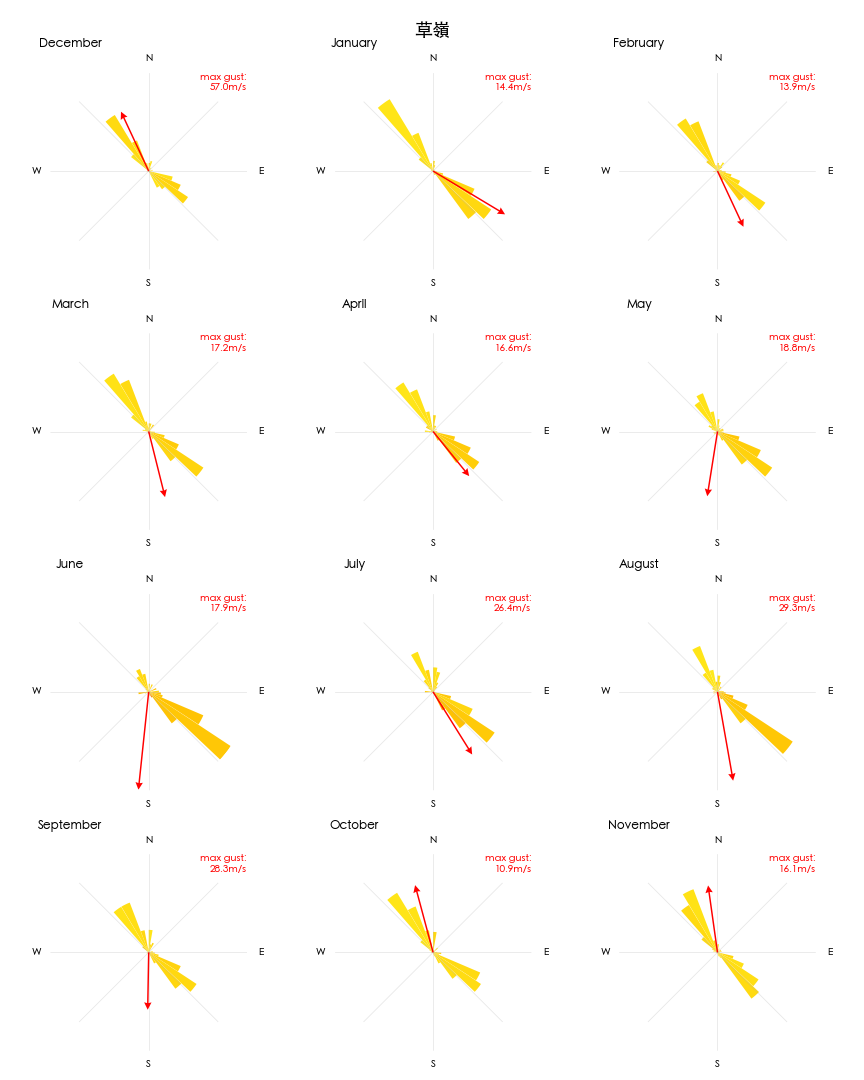 草嶺
December
N
max gust:
57.0m/s
W
E
S
January
N
max gust:
14.4m/s
W
E
S
February
N
max gust:
13.9m/s
W
E
S
March
N
max gust:
17.2m/s
W
E
S
April
N
max gust:
16.6m/s
W
E
S
May
N
max gust:
18.8m/s
W
E
S
June
N
max gust:
17.9m/s
W
E
S
July
N
max gust:
26.4m/s
W
E
S
August
N
max gust:
29.3m/s
W
E
S
September
N
max gust:
28.3m/s
W
E
S
October
N
max gust:
10.9m/s
W
E
S
November
N
max gust:
16.1m/s
W
E
S